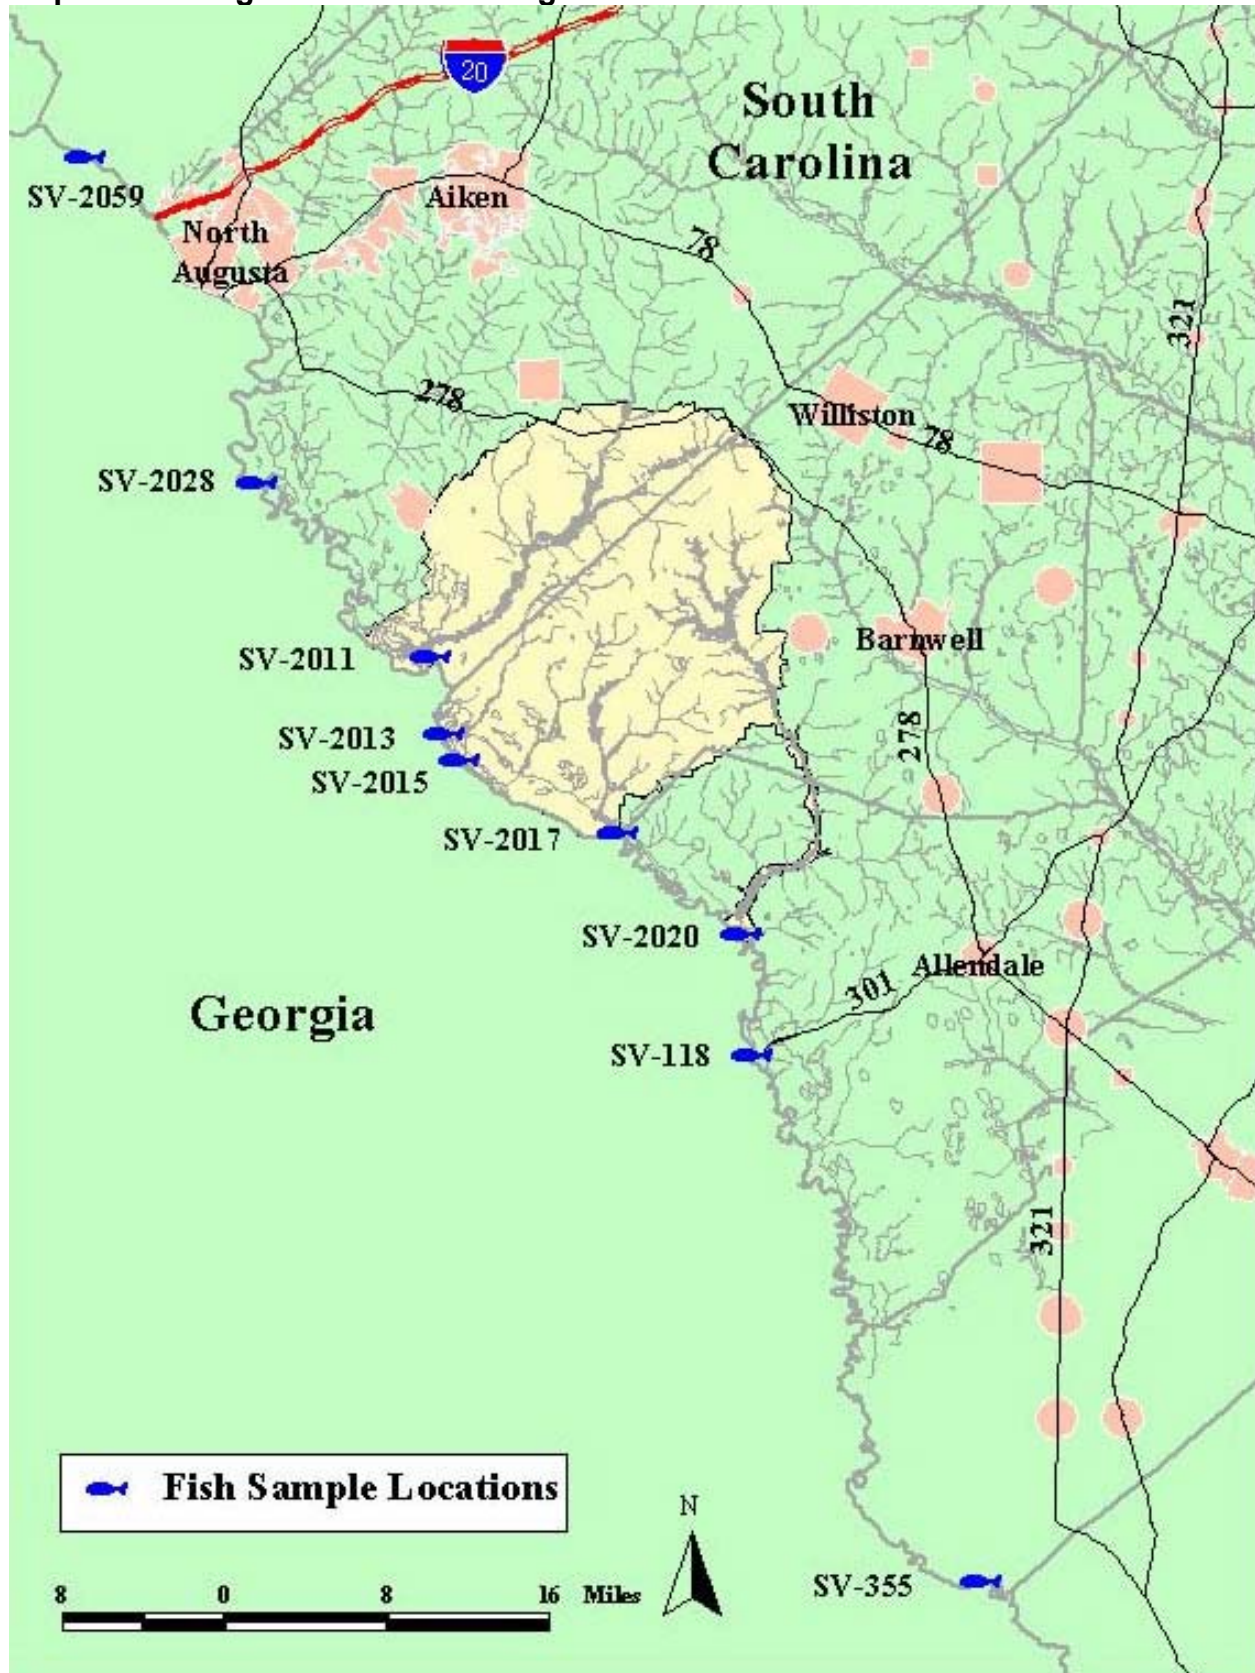 20
South
Carolina
SV-2059
Aiken
North
Augusta
78
321
278
Williston
78
SV-2028
Barnwell
SV-2011
278
SV-2013
SV-2015
SV-2017
SV-2020
Allendale
301
Georgia
SV-118
321
Fish Sample Locations
N
SV-355
8 0 8 16 Miles